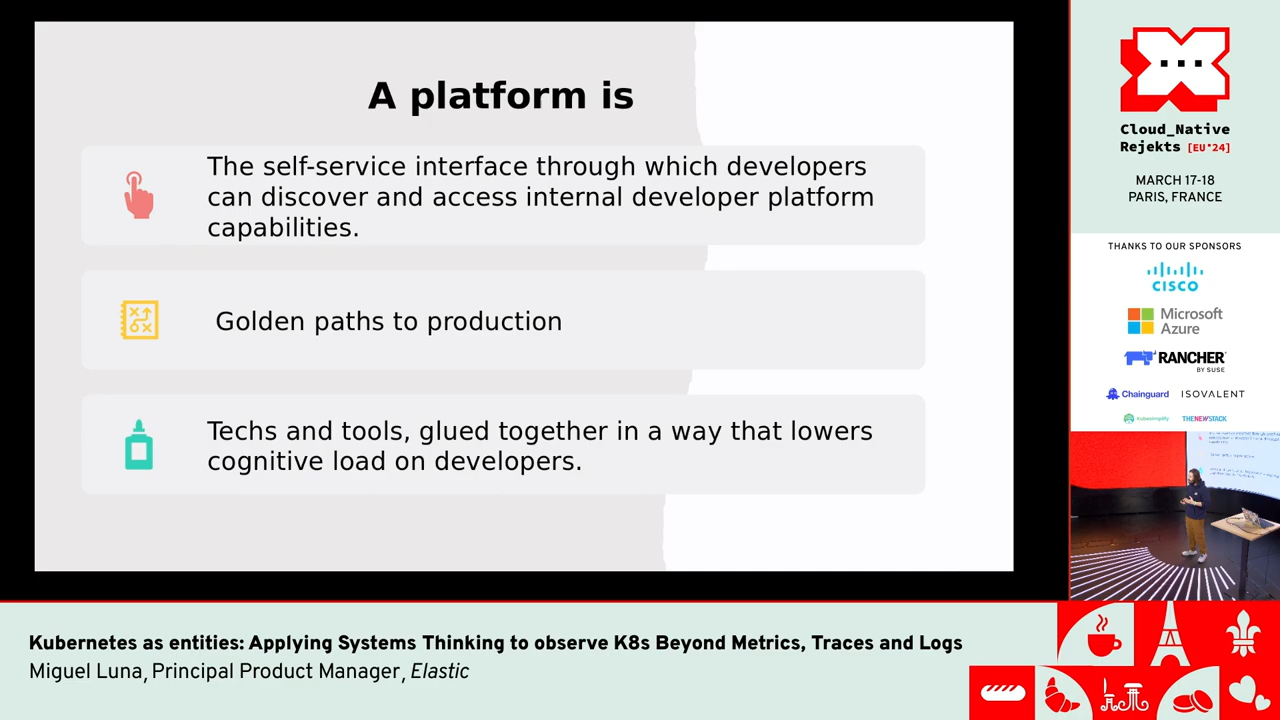 A platform is
The self-service interface through which developers
can discover and access internal developer platform
capabilities.
Golden paths to production
Techs and tools, glued together in a way that lowers
cognitive load on developers.
Cloud_Native
Rejekts [EU'24]
MARCH 17-18
PARIS, FRANCE
THANKS TO OUR SPONSORS
CISCO
Microsoft
Azure
RANCHER
BY SUSE
Chainguard ISOVALENT
Kubesimplify THENEWSTACK
Kubernetes as entities: Applying Systems Thinking to observe K8s Beyond Metrics, Traces and Logs
Miguel Luna, Principal Product Manager, Elastic